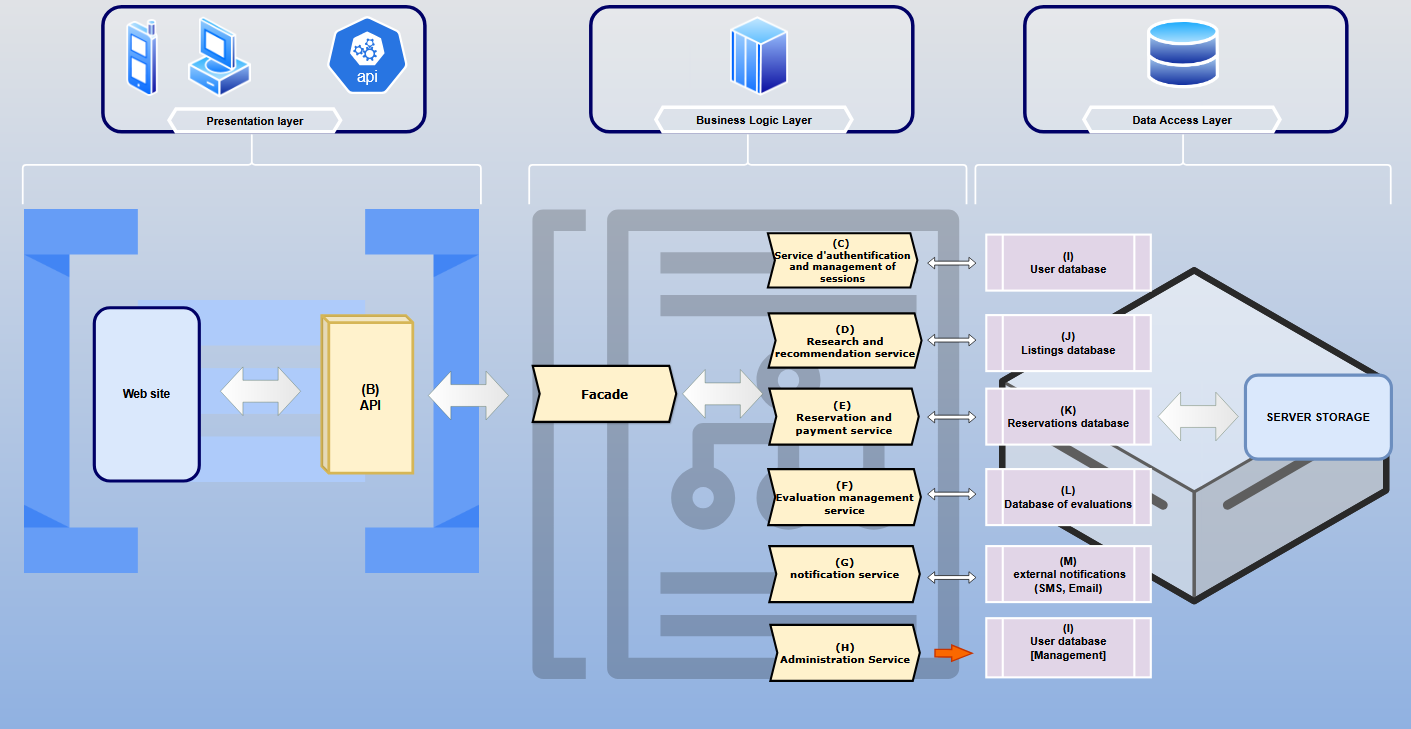 api
Presentation layer
Business Logic Layer
Data Access Layer
Web site
(B)
API
Facade
(C)
Service d'authentification
and management of
sessions
(D)
Research and
recommendation service
(E)
Reservation and
payment service
(F)
Evaluation management
service
(G)
notification service
(H)
Administration Service
(I)
User database
(J)
Listings database
(K)
Reservations database
(L)
Database of evaluations
(M)
external notifications
(SMS, Email)
(I)
User database
[Management]
SERVER STORAGE